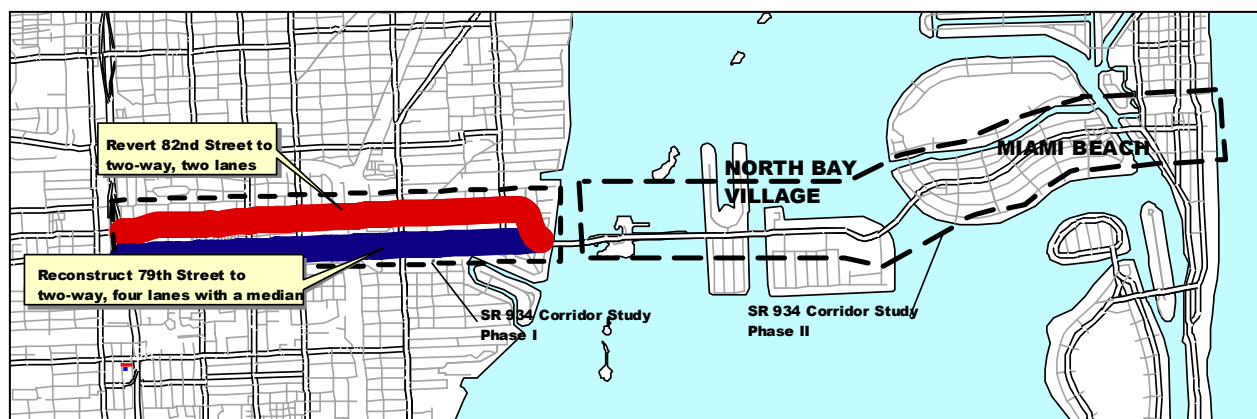 Revert 82nd Street to
two-way, two lanes
NORTH BAY
VILLAGE
MIAMI BEACH
Reconstruct 79th Street to
two-way, four lanes with a median
SR 934 Corridor Study
Phase I
SR 934 Corridor Study
Phase II